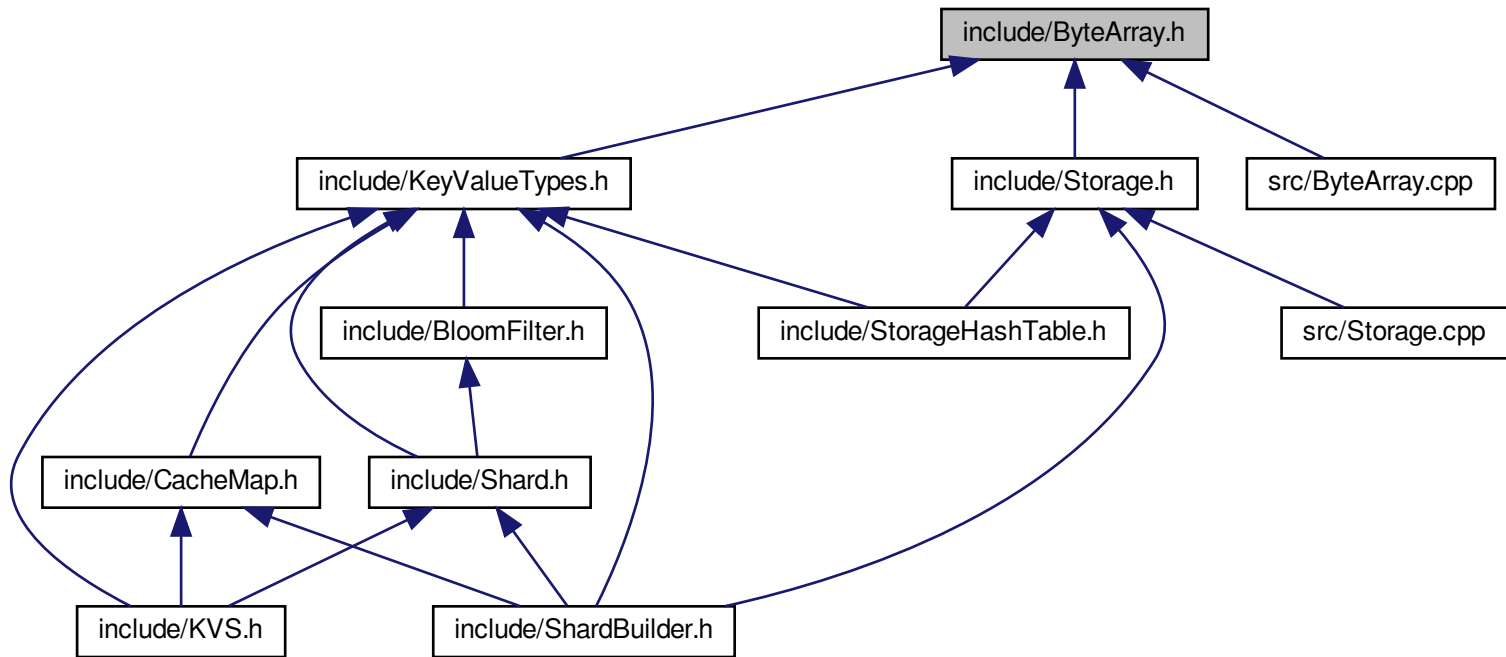 include/ByteArray.h
include/KeyValueTypes.h
include/Storage.h
src/ByteArray.cpp
include/BloomFilter.h
include/StorageHashTable.h
src/Storage.cpp
include/CacheMap.h
include/Shard.h
include/KVS.h
include/ShardBuilder.h